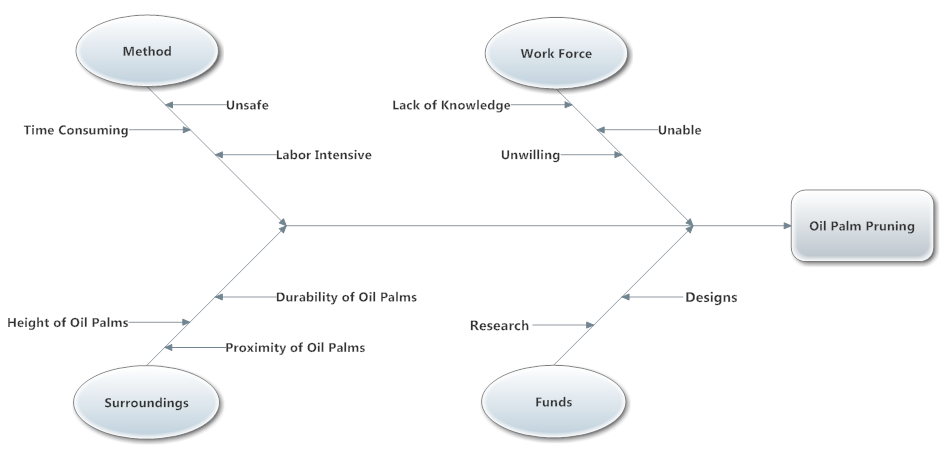 Method
Work Force
Unsafe
Lack of Knowledge
Time Consuming
Unable
Labor Intensive
Unwilling
Oil Palm Pruning
Durability of Oil Palms
Designs
Height of Oil Palms
Research
Proximity of Oil Palms
Surroundings
Funds